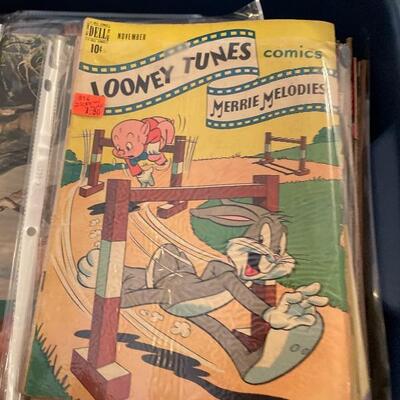 DELL
10¢
NOVEMBER
LOONEY TUNES comics
MERRIE MELODIES